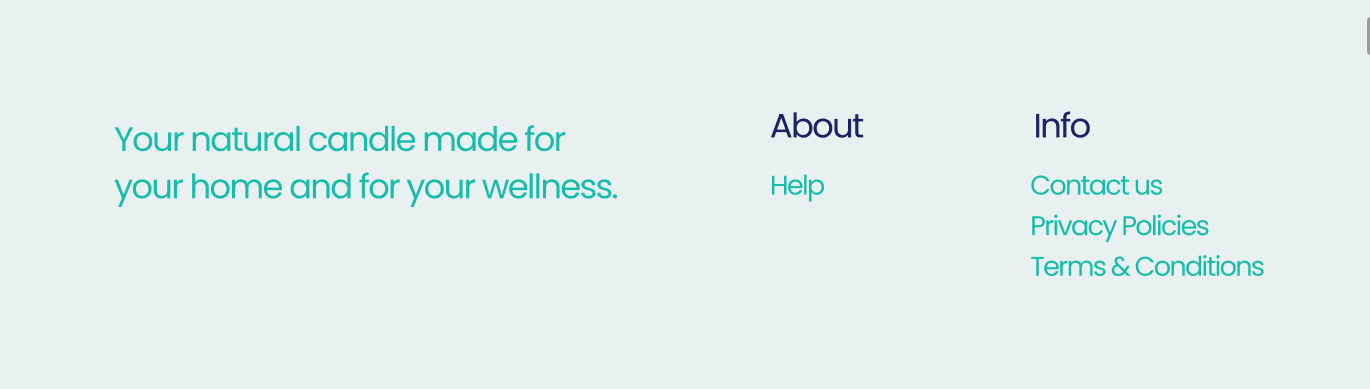 Your natural candle made for
your home and for your wellness.
About
Help
Info
Contact us
Privacy Policies
Terms & Conditions